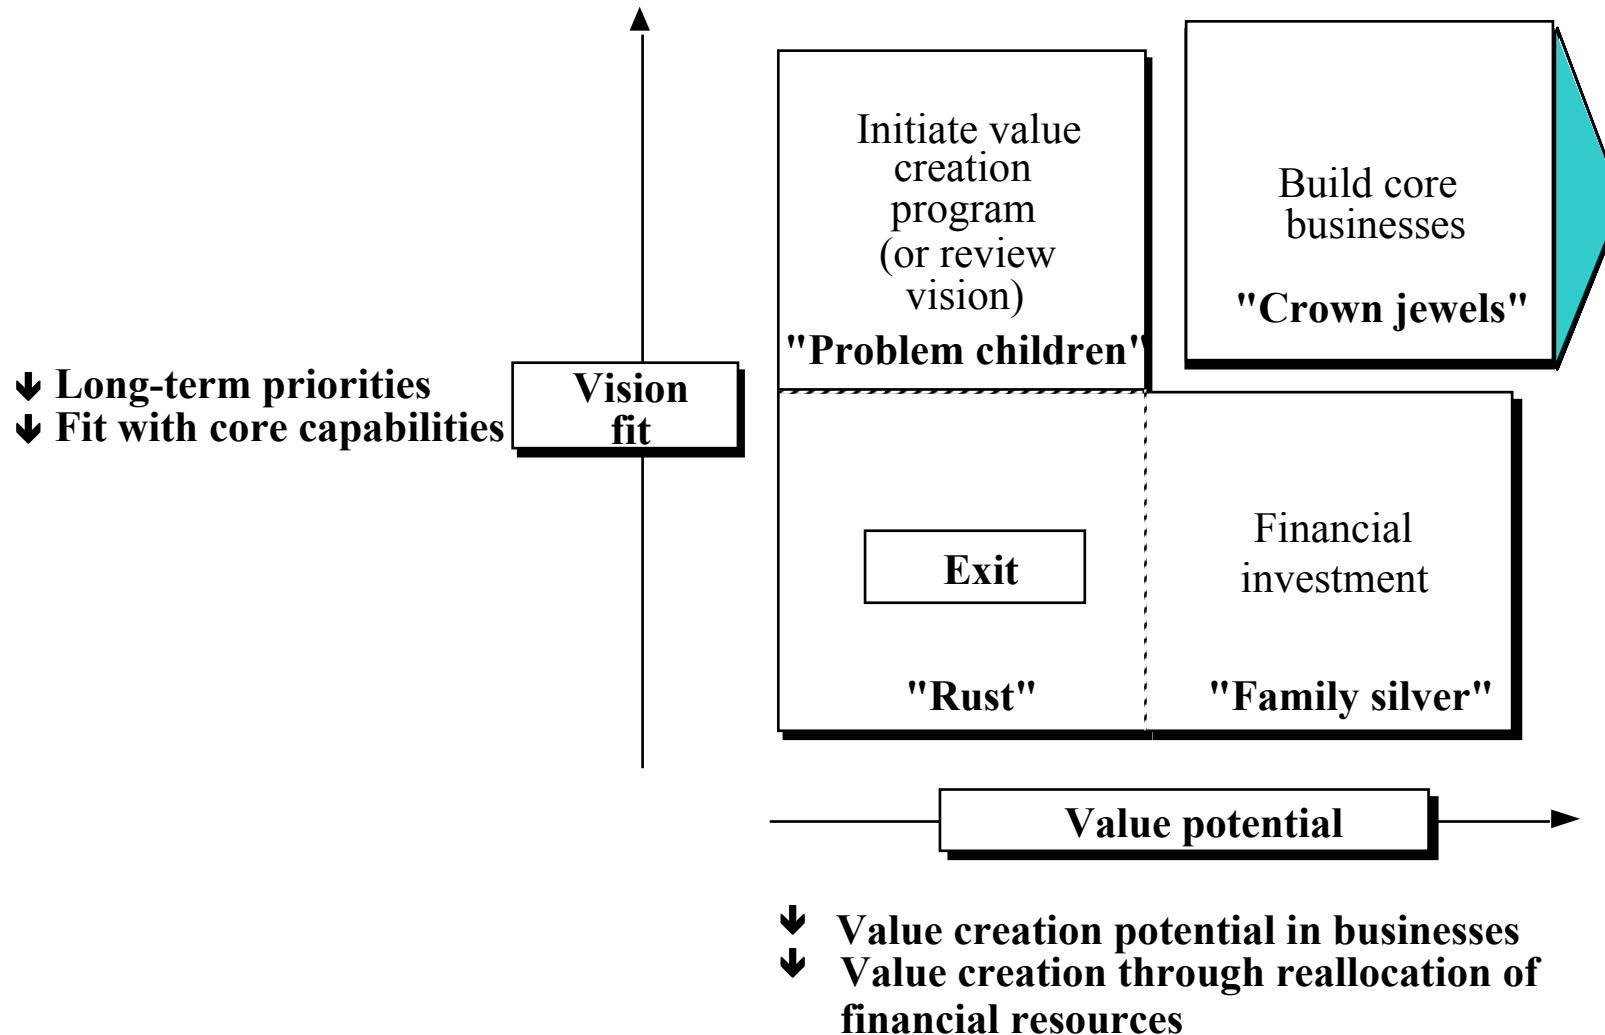 Initiate value
creation
program
(or review
vision)
"Problem children"
Build core
businesses
"Crown jewels"
Long-term priorities
Fit with core capabilities
Vision
fit
Exit
"Rust"
Financial
investment
"Family silver"
Value potential
Value creation potential in businesses
Value creation through reallocation of
financial resources